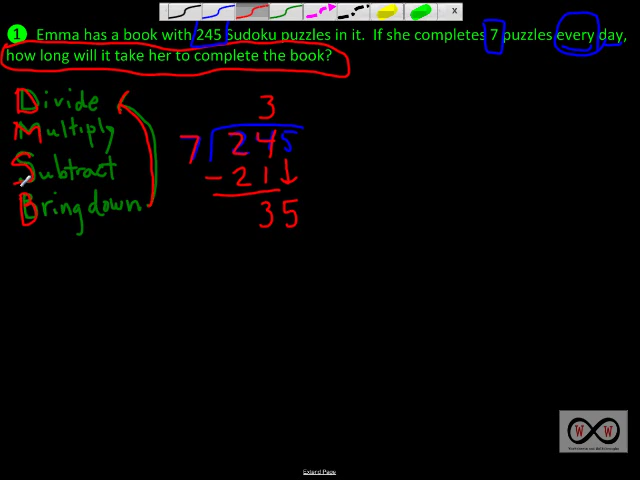 x
1 Emma has a book with 245 Sudoku puzzles in it. If she completes 7 puzzles every day,
how long will it take her to complete the book?
Divide
Multiply
Subtract
Bring down
3
7 245
- 21 ↓
35
W W
Extend Page